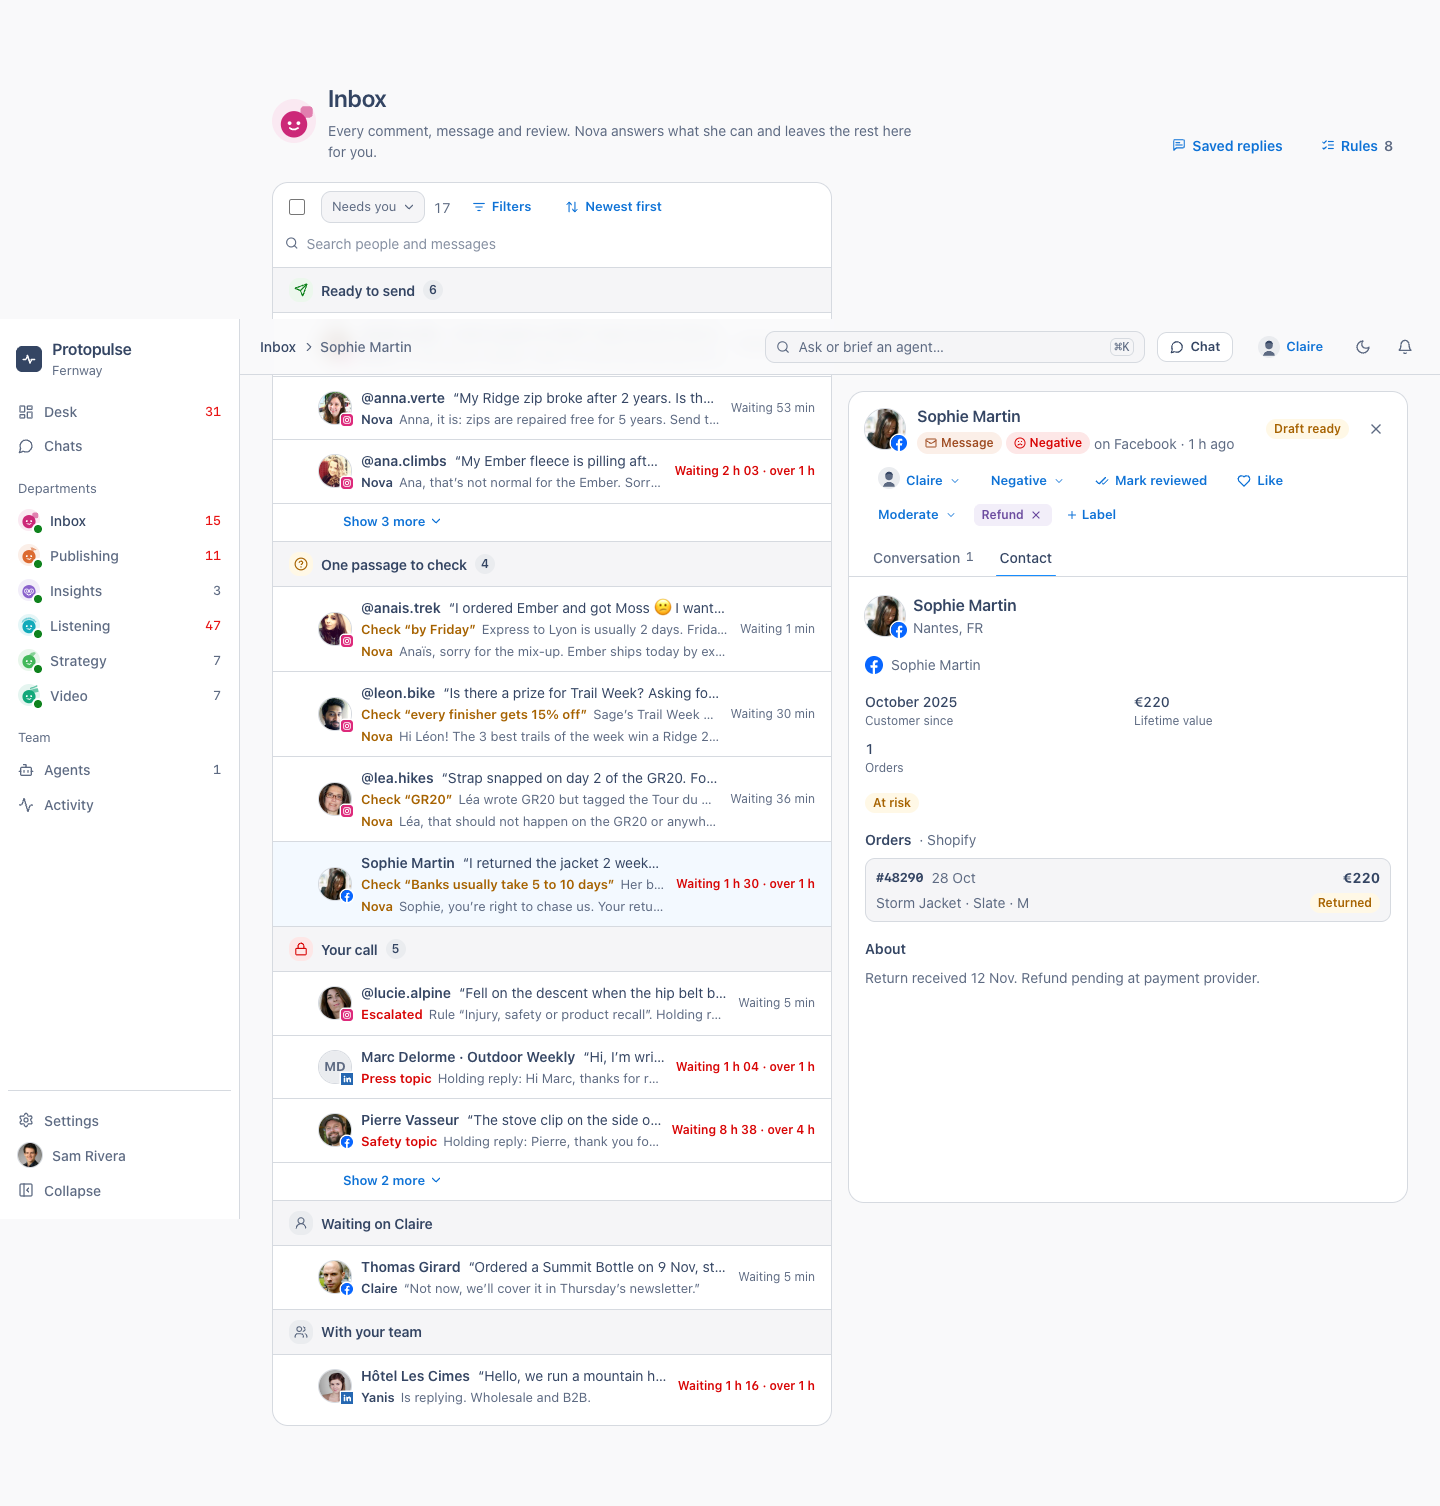 Inbox
Every comment, message and review. Nova answers what she can and leaves the rest here
for you.
Saved replies
Rules 8
Needs you
17
Filters
Newest first
Search people and messages
Ready to send 6
Protopulse
Fernway
Desk 31
Chats
Departments
Inbox 15
Publishing 11
Insights 3
Listening 47
Strategy 7
Video 7
Team
Agents 1
Activity
Settings
Sam Rivera
Collapse
Inbox > Sophie Martin
Ask or brief an agent… ⌘K
Chat
Claire
@anna.verte “My Ridge zip broke after 2 years. Is th… Waiting 53 min
Nova Anna, it is: zips are repaired free for 5 years. Send t…
@ana.climbs “My Ember fleece is pilling aft… Waiting 2 h 03 · over 1 h
Nova Ana, that’s not normal for the Ember. Sorr…
Show 3 more
One passage to check 4
@anais.trek “I ordered Ember and got Moss 😕 I want…
Check “by Friday” Express to Lyon is usually 2 days. Frida… Waiting 1 min
Nova Anaïs, sorry for the mix-up. Ember ships today by ex…
@leon.bike “Is there a prize for Trail Week? Asking fo…
Check “every finisher gets 15% off” Sage’s Trail Week … Waiting 30 min
Nova Hi Léon! The 3 best trails of the week win a Ridge 2…
@lea.hikes “Strap snapped on day 2 of the GR20. Fo…
Check “GR20” Léa wrote GR20 but tagged the Tour du … Waiting 36 min
Nova Léa, that should not happen on the GR20 or anywh…
Sophie Martin “I returned the jacket 2 week…
Check “Banks usually take 5 to 10 days” Her b… Waiting 1 h 30 · over 1 h
Nova Sophie, you’re right to chase us. Your retu…
Your call 5
@lucie.alpine “Fell on the descent when the hip belt b… Waiting 5 min
Escalated Rule “Injury, safety or product recall”. Holding r…
MD
Marc Delorme · Outdoor Weekly “Hi, I’m wri… Waiting 1 h 04 · over 1 h
Press topic Holding reply: Hi Marc, thanks for r…
Pierre Vasseur “The stove clip on the side o… Waiting 8 h 38 · over 4 h
Safety topic Holding reply: Pierre, thank you fo…
Show 2 more
Waiting on Claire
Thomas Girard “Ordered a Summit Bottle on 9 Nov, st… Waiting 5 min
Claire “Not now, we’ll cover it in Thursday’s newsletter.”
With your team
Hôtel Les Cimes “Hello, we run a mountain h… Waiting 1 h 16 · over 1 h
Yanis Is replying. Wholesale and B2B.
Sophie Martin
Message Negative on Facebook · 1 h ago
Draft ready
Claire
Negative
Mark reviewed
Like
Moderate
Refund
+ Label
Conversation 1
Contact
Sophie Martin
Nantes, FR
Sophie Martin
October 2025
Customer since
€220
Lifetime value
1
Orders
At risk
Orders · Shopify
#48290 28 Oct €220
Storm Jacket · Slate · M Returned
About
Return received 12 Nov. Refund pending at payment provider.